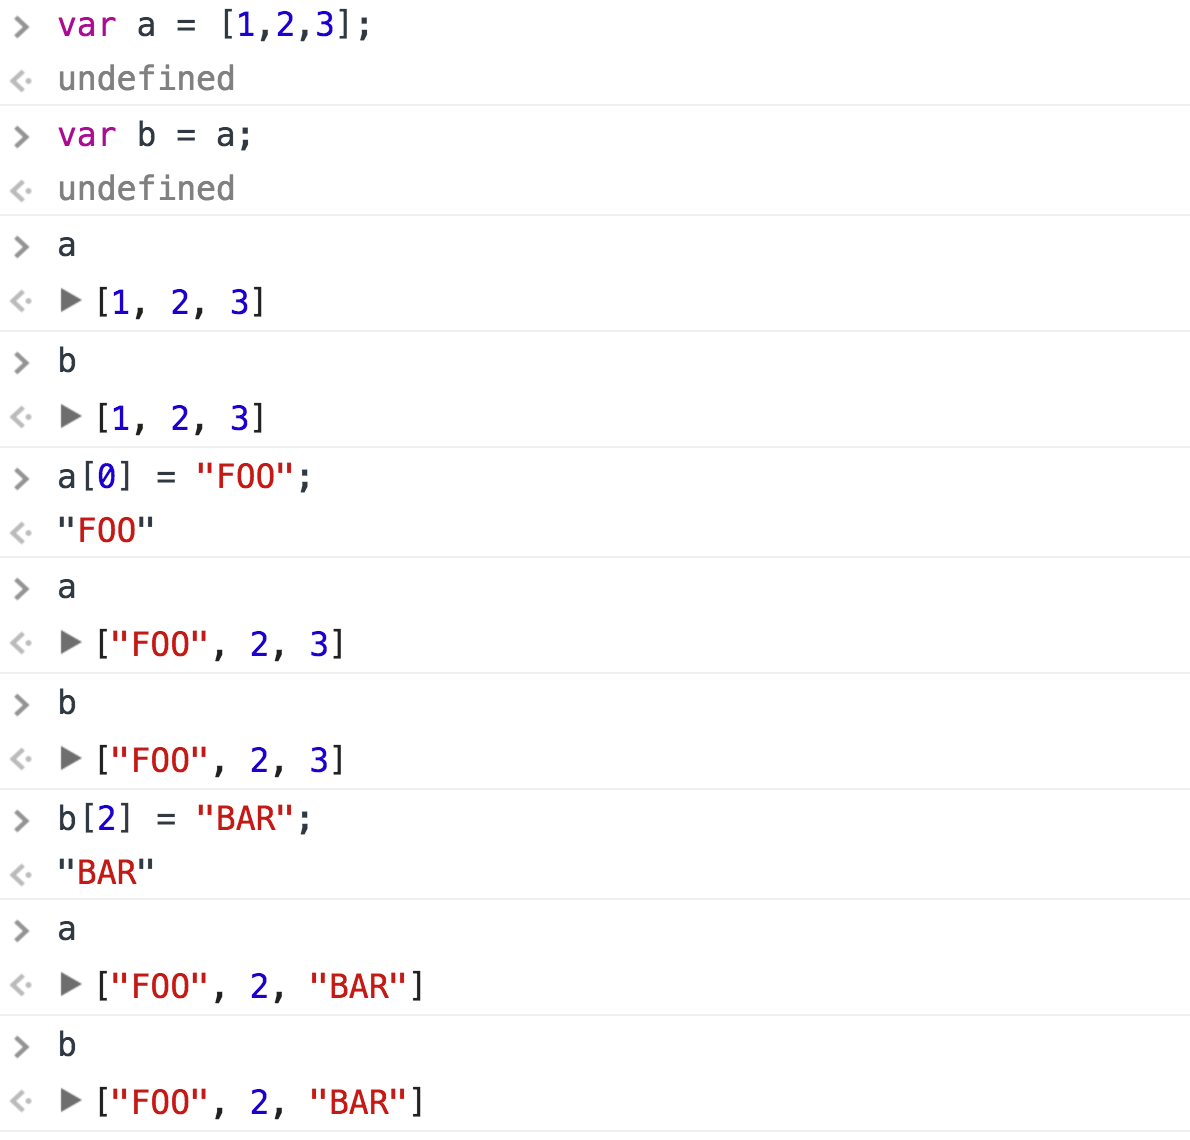 var a = [1,2,3];
undefined
var b = a;
undefined
a
[1, 2, 3]
b
[1, 2, 3]
a[0] = "FOO";
"FOO"
a
["FOO", 2, 3]
b
["FOO", 2, 3]
b[2] = "BAR";
"BAR"
a
["FOO", 2, "BAR"]
b
["FOO", 2, "BAR"]